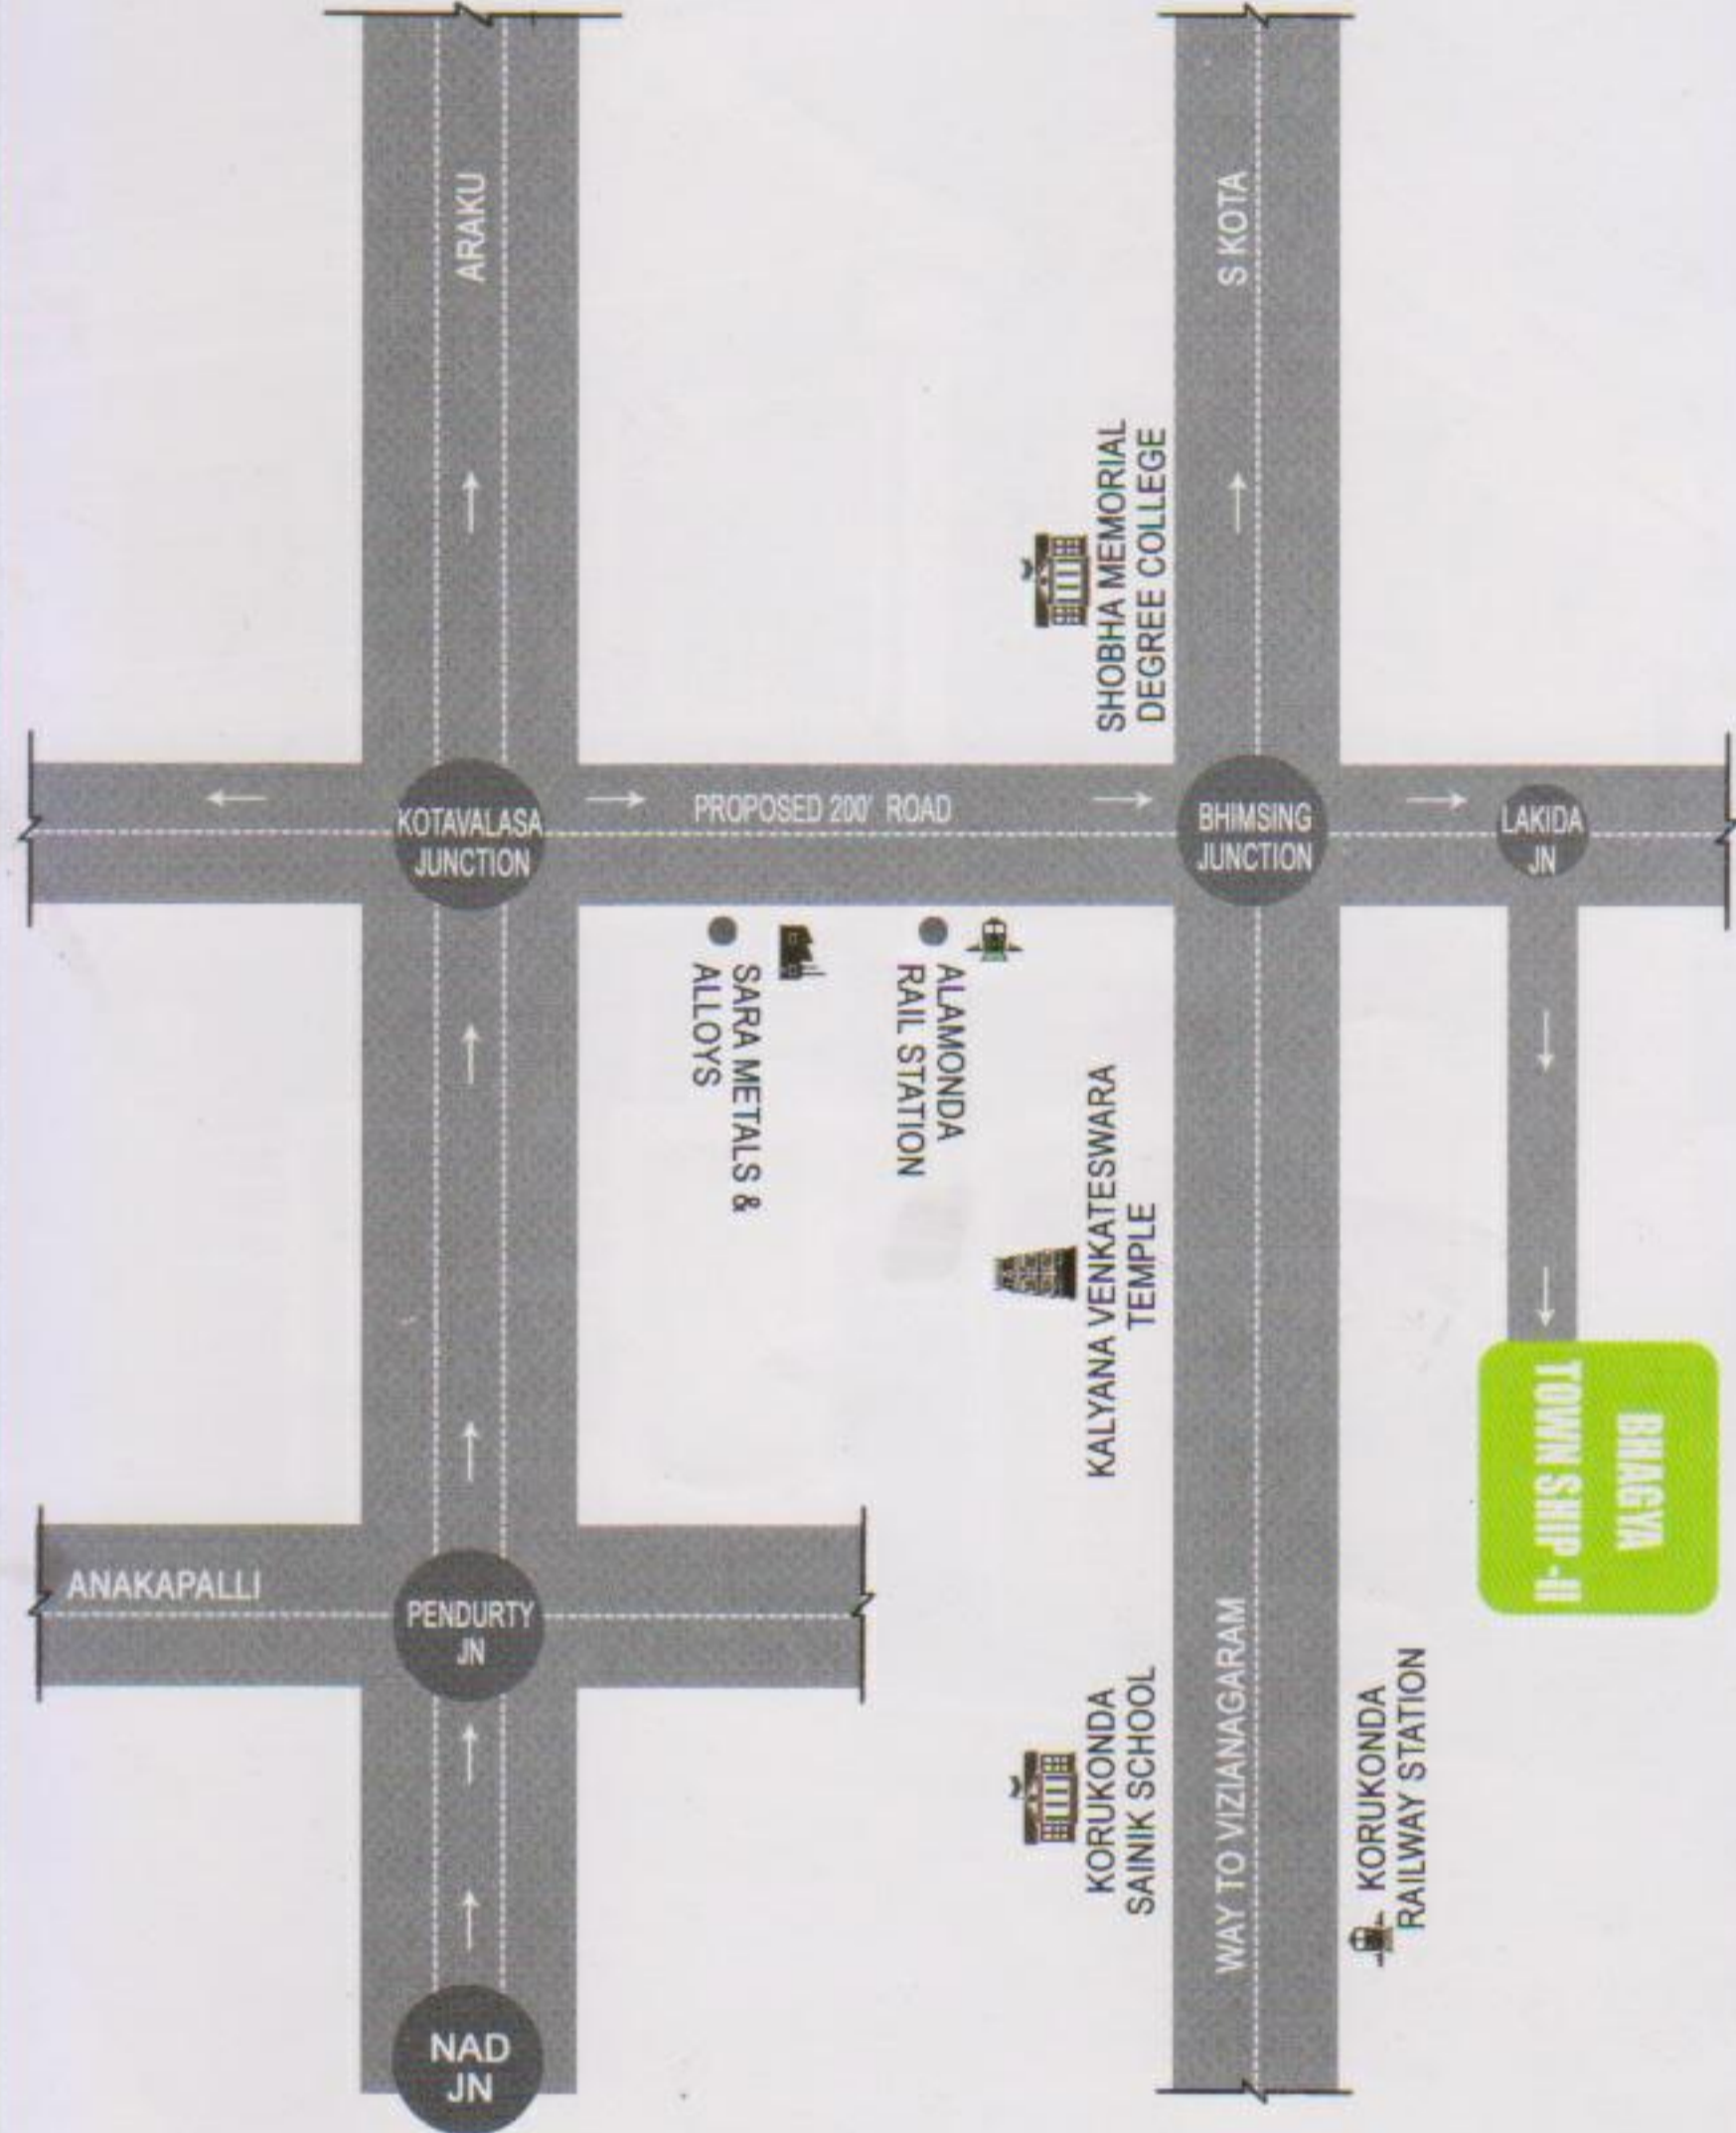 ARAKU
S KOTA
SHOBHA MEMORIAL
DEGREE COLLEGE
KOTAVALASA
JUNCTION
PROPOSED 200' ROAD
BHIMSING
JUNCTION
LAKIDA
JN
SARA METALS &
ALLOYS
ALAMONDA
RAIL STATION
KALYANA VENKATESWARA
TEMPLE
BHAGYA
TOWN SHIP -II
ANAKAPALLI
PENDURTY
JN
KORUKONDA
SAINIK SCHOOL
WAY TO VIZIANAGARAM
KORUKONDA
RAILWAY STATION
NAD
JN